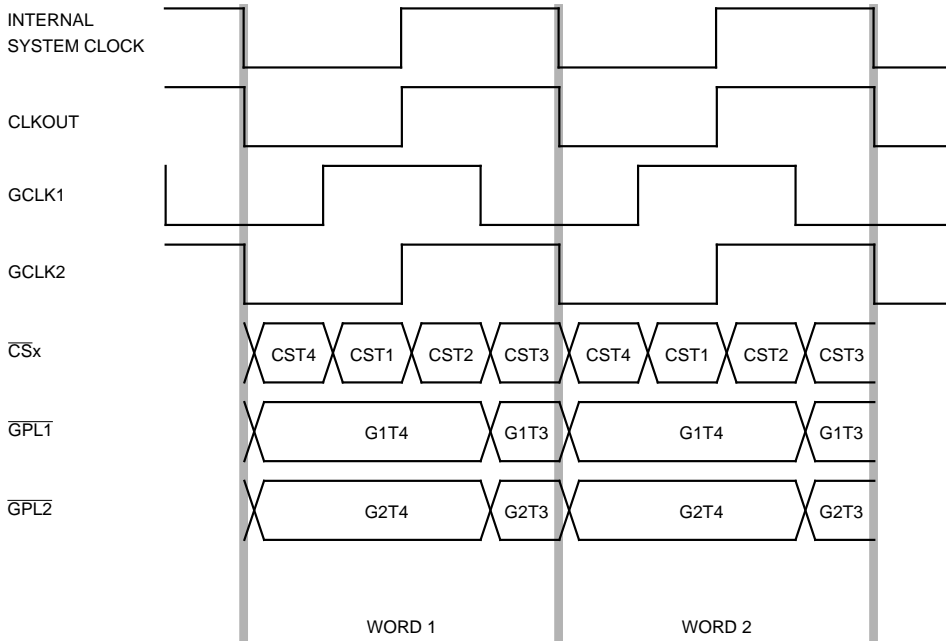 INTERNAL
SYSTEM CLOCK
CLKOUT
GCLK1
GCLK2
CSx CST4 CST1 CST2 CST3 CST4 CST1 CST2 CST3
GPL1 G1T4 G1T3 G1T4 G1T3
GPL2 G2T4 G2T3 G2T4 G2T3
WORD 1 WORD 2